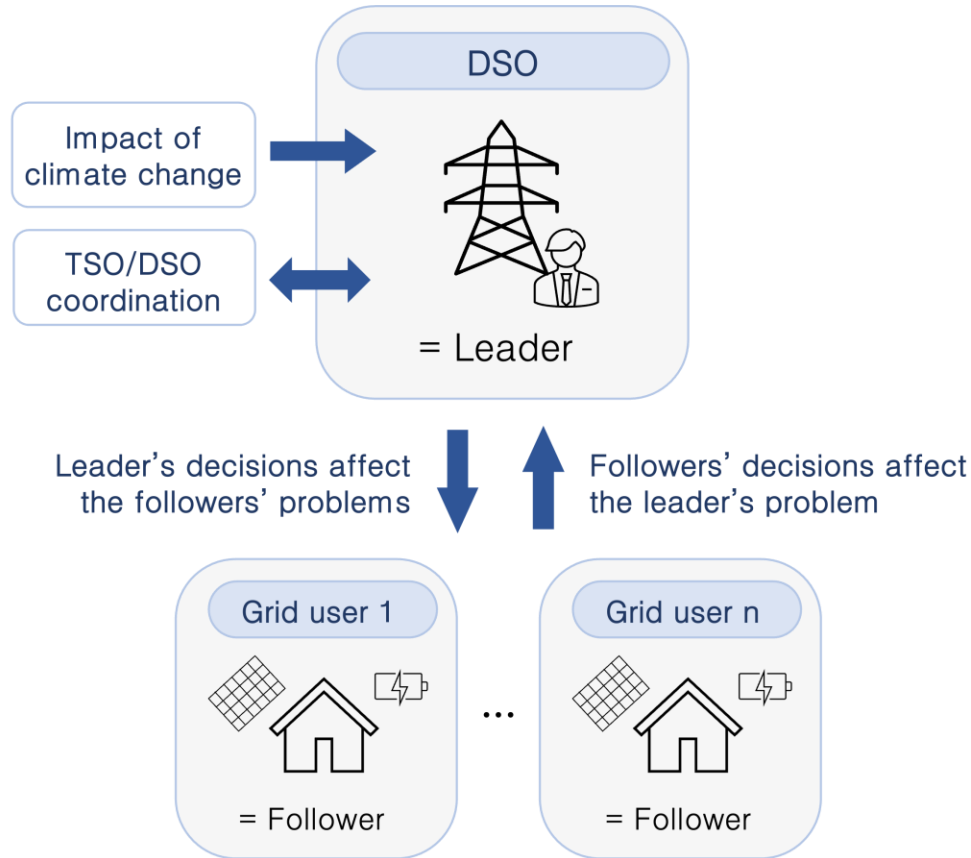 DSO
Impact of
climate change
TSO/DSO
coordination
= Leader
Leader's decisions affect
the followers' problems
Followers' decisions affect
the leader's problem
Grid user 1
= Follower
...
Grid user n
= Follower